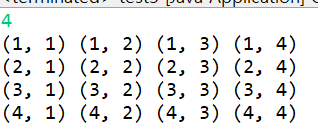 4
(1, 1) (1, 2) (1, 3) (1, 4)
(2, 1) (2, 2) (2, 3) (2, 4)
(3, 1) (3, 2) (3, 3) (3, 4)
(4, 1) (4, 2) (4, 3) (4, 4)